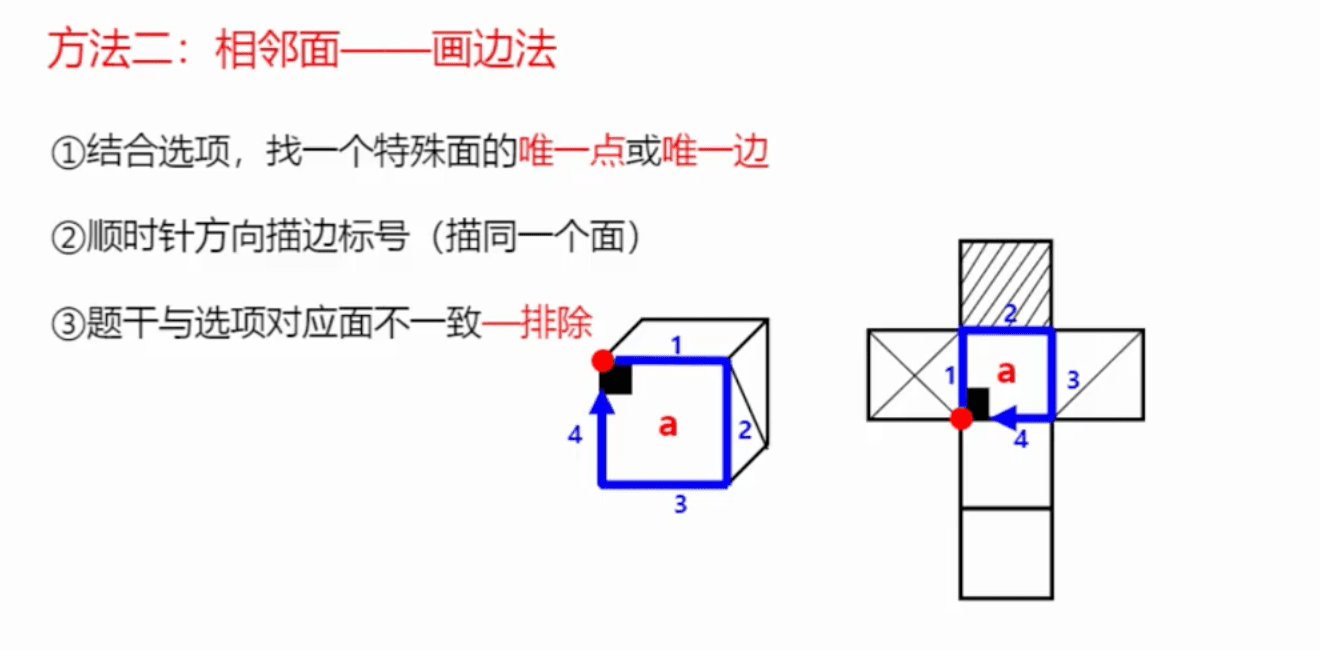 方法二：相邻面——画边法
①结合选项，找一个特殊面的唯一点或唯一边
②顺时针方向描边标号（描同一个面）
③题干与选项对应面不一致—排除
1
a
4
2
3
2
1
a
3
4